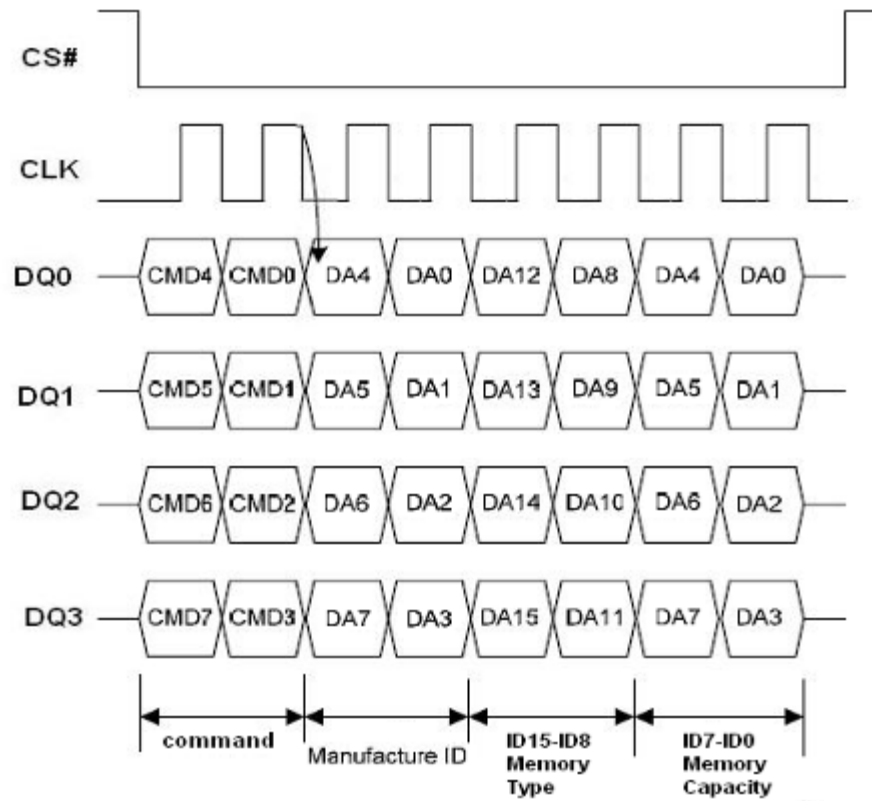 CS#
CLK
DQ0 CMD4 CMD0 DA4 DA0 DA12 DA8 DA4 DA0
DQ1 CMD5 CMD1 DA5 DA1 DA13 DA9 DA5 DA1
DQ2 CMD6 CMD2 DA6 DA2 DA14 DA10 DA6 DA2
DQ3 CMD7 CMD3 DA7 DA3 DA15 DA11 DA7 DA3
command
Manufacture ID
ID15-ID8
Memory
Type
ID7-ID0
Memory
Capacity